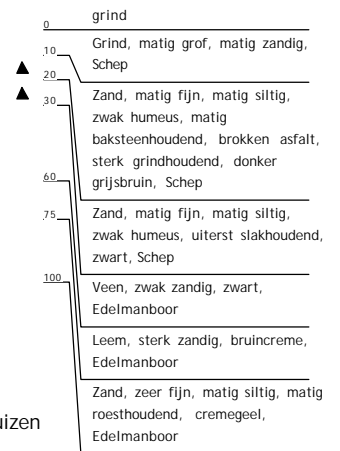 grind
0
Grind, matig grof, matig zandig,
Schep
10
20
Zand, matig fijn, matig siltig,
zwak humeus, matig
baksteenhoudend, brokken asfalt,
sterk grindhoudend, donker
grijsbruin, Schep
30
Zand, matig fijn, matig siltig,
zwak humeus, uiterst slakhoudend,
zwart, Schep
60
Veen, zwak zandig, zwart,
Edelmanboor
75
Leem, sterk zandig, bruincreme,
Edelmanboor
100
Zand, zeer fijn, matig siltig, matig
roesthoudend, cremegeel,
Edelmanboor
uizen